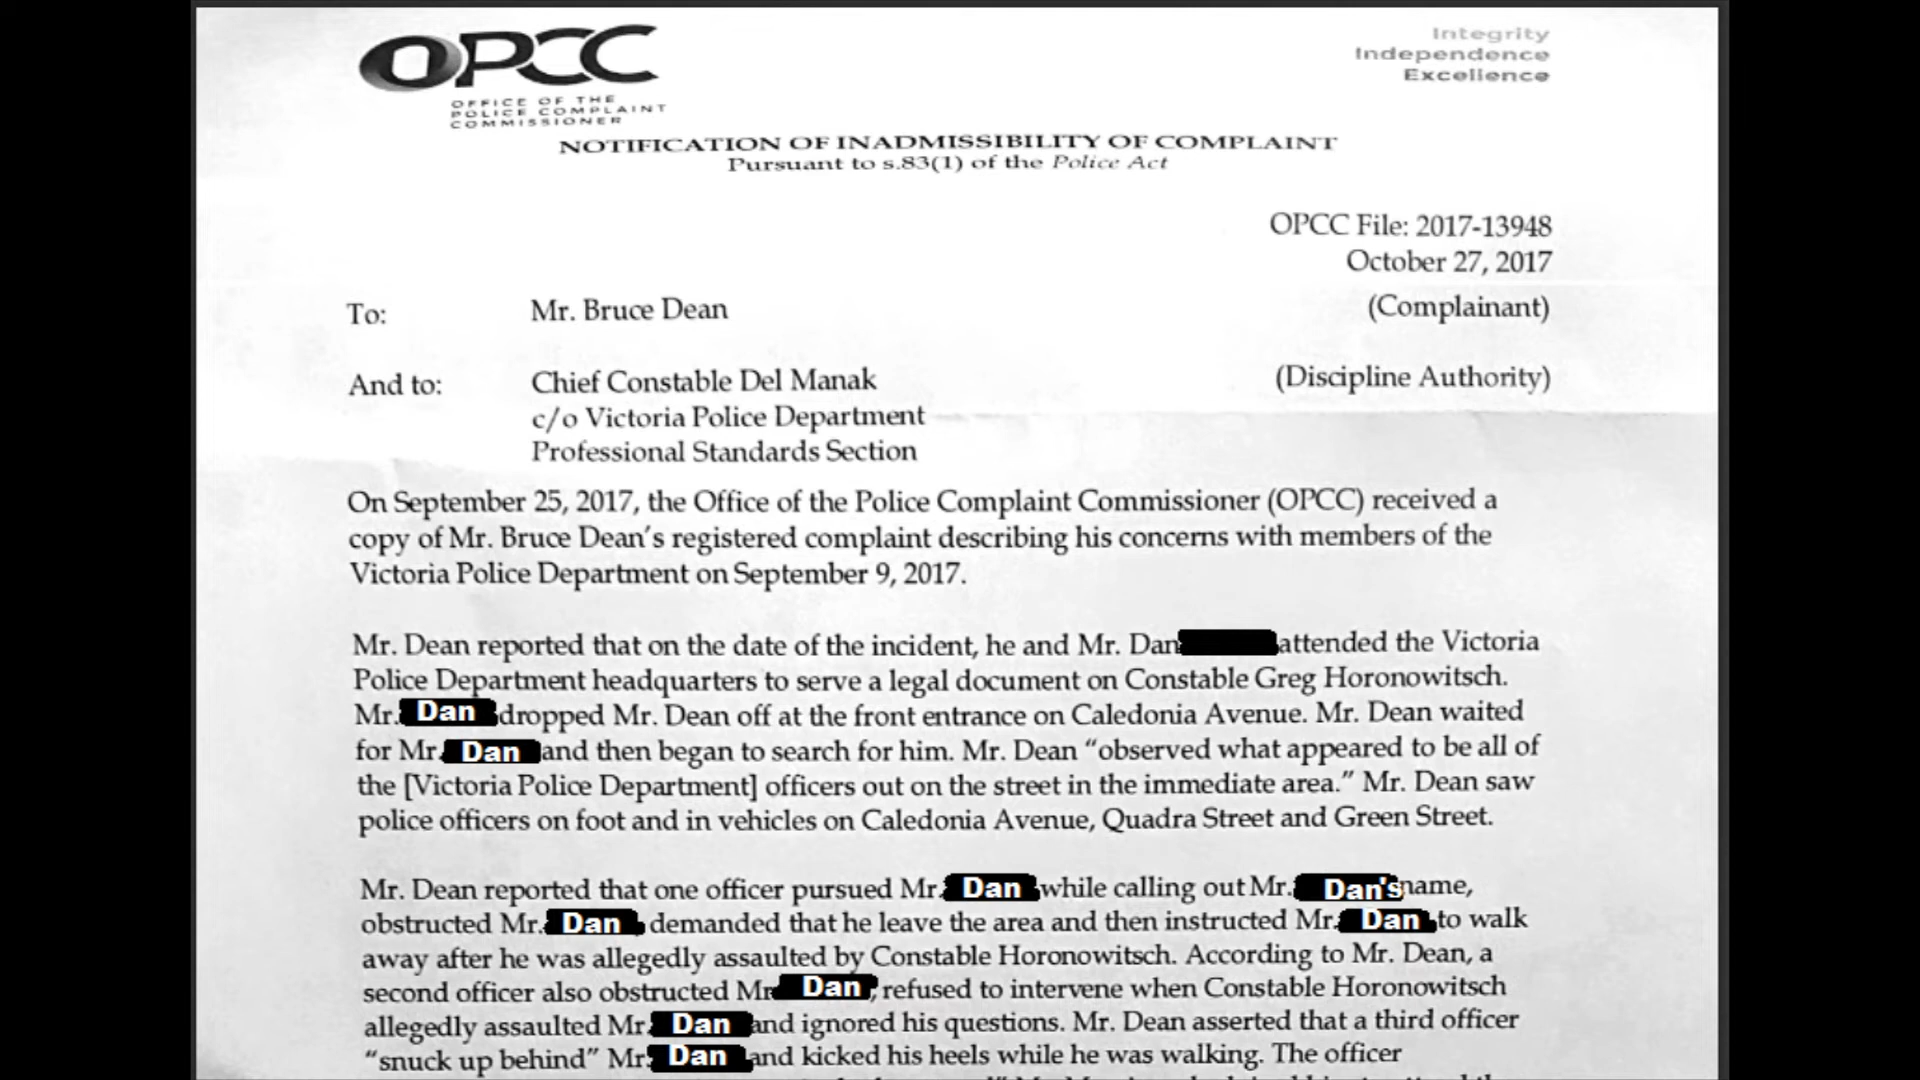 OPCC
OFFICE OF THE
POLICE COMPLAINT
COMMISSIONER
Integrity
Independence
Excellence
NOTIFICATION OF INADMISSIBILITY OF COMPLAINT
Pursuant to s.83(1) of the Police Act
OPCC File: 2017-13948
October 27, 2017
To: Mr. Bruce Dean (Complainant)
And to: Chief Constable Del Manak (Discipline Authority)
c/o Victoria Police Department
Professional Standards Section
On September 25, 2017, the Office of the Police Complaint Commissioner (OPCC) received a
copy of Mr. Bruce Dean's registered complaint describing his concerns with members of the
Victoria Police Department on September 9, 2017.
Mr. Dean reported that on the date of the incident, he and Mr. Dan attended the Victoria
Police Department headquarters to serve a legal document on Constable Greg Horonowitsch.
Mr. Dan dropped Mr. Dean off at the front entrance on Caledonia Avenue. Mr. Dean waited
for Mr. Dan and then began to search for him. Mr. Dean "observed what appeared to be all of
the [Victoria Police Department] officers out on the street in the immediate area." Mr. Dean saw
police officers on foot and in vehicles on Caledonia Avenue, Quadra Street and Green Street.
Mr. Dean reported that one officer pursued Mr. Dan while calling out Mr. Dan's name,
obstructed Mr. Dan, demanded that he leave the area and then instructed Mr. Dan to walk
away after he was allegedly assaulted by Constable Horonowitsch. According to Mr. Dean, a
second officer also obstructed Mr Dan, refused to intervene when Constable Horonowitsch
allegedly assaulted Mr. Dan and ignored his questions. Mr. Dean asserted that a third officer
"snuck up behind" Mr. Dan and kicked his heels while he was walking. The officer